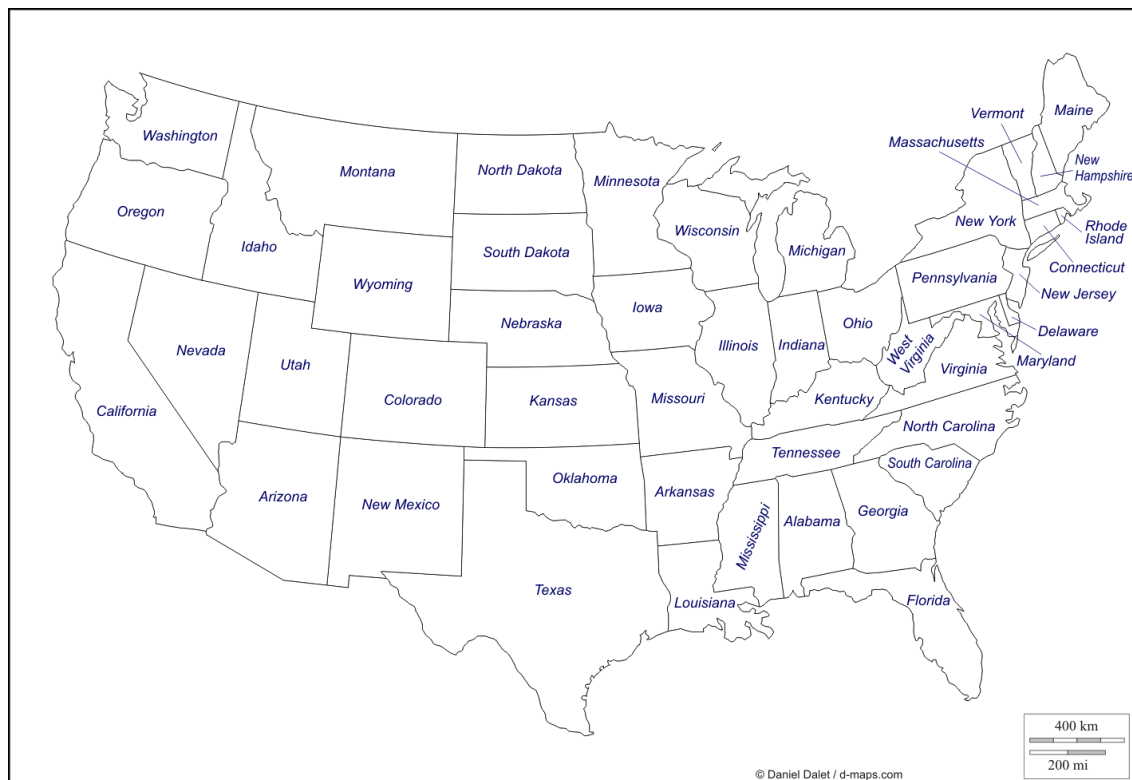 Maine
Vermont
Washington
Massachusetts
New
Hampshire
Montana
North Dakota
Minnesota
Oregon
New York
Rhode
Island
Wisconsin
Idaho
South Dakota
Michigan
Connecticut
Pennsylvania
Wyoming
New Jersey
Iowa
Nebraska
Ohio
Delaware
Nevada
Illinois
Indiana
West
Virginia
Maryland
Utah
Virginia
Colorado
Kansas
Missouri
Kentucky
California
North Carolina
Tennessee
South Carolina
Oklahoma
Arkansas
Arizona
New Mexico
Mississippi
Alabama
Georgia
Texas
Louisiana
Florida
400 km
200 mi
© Daniel Dalet / d-maps.com